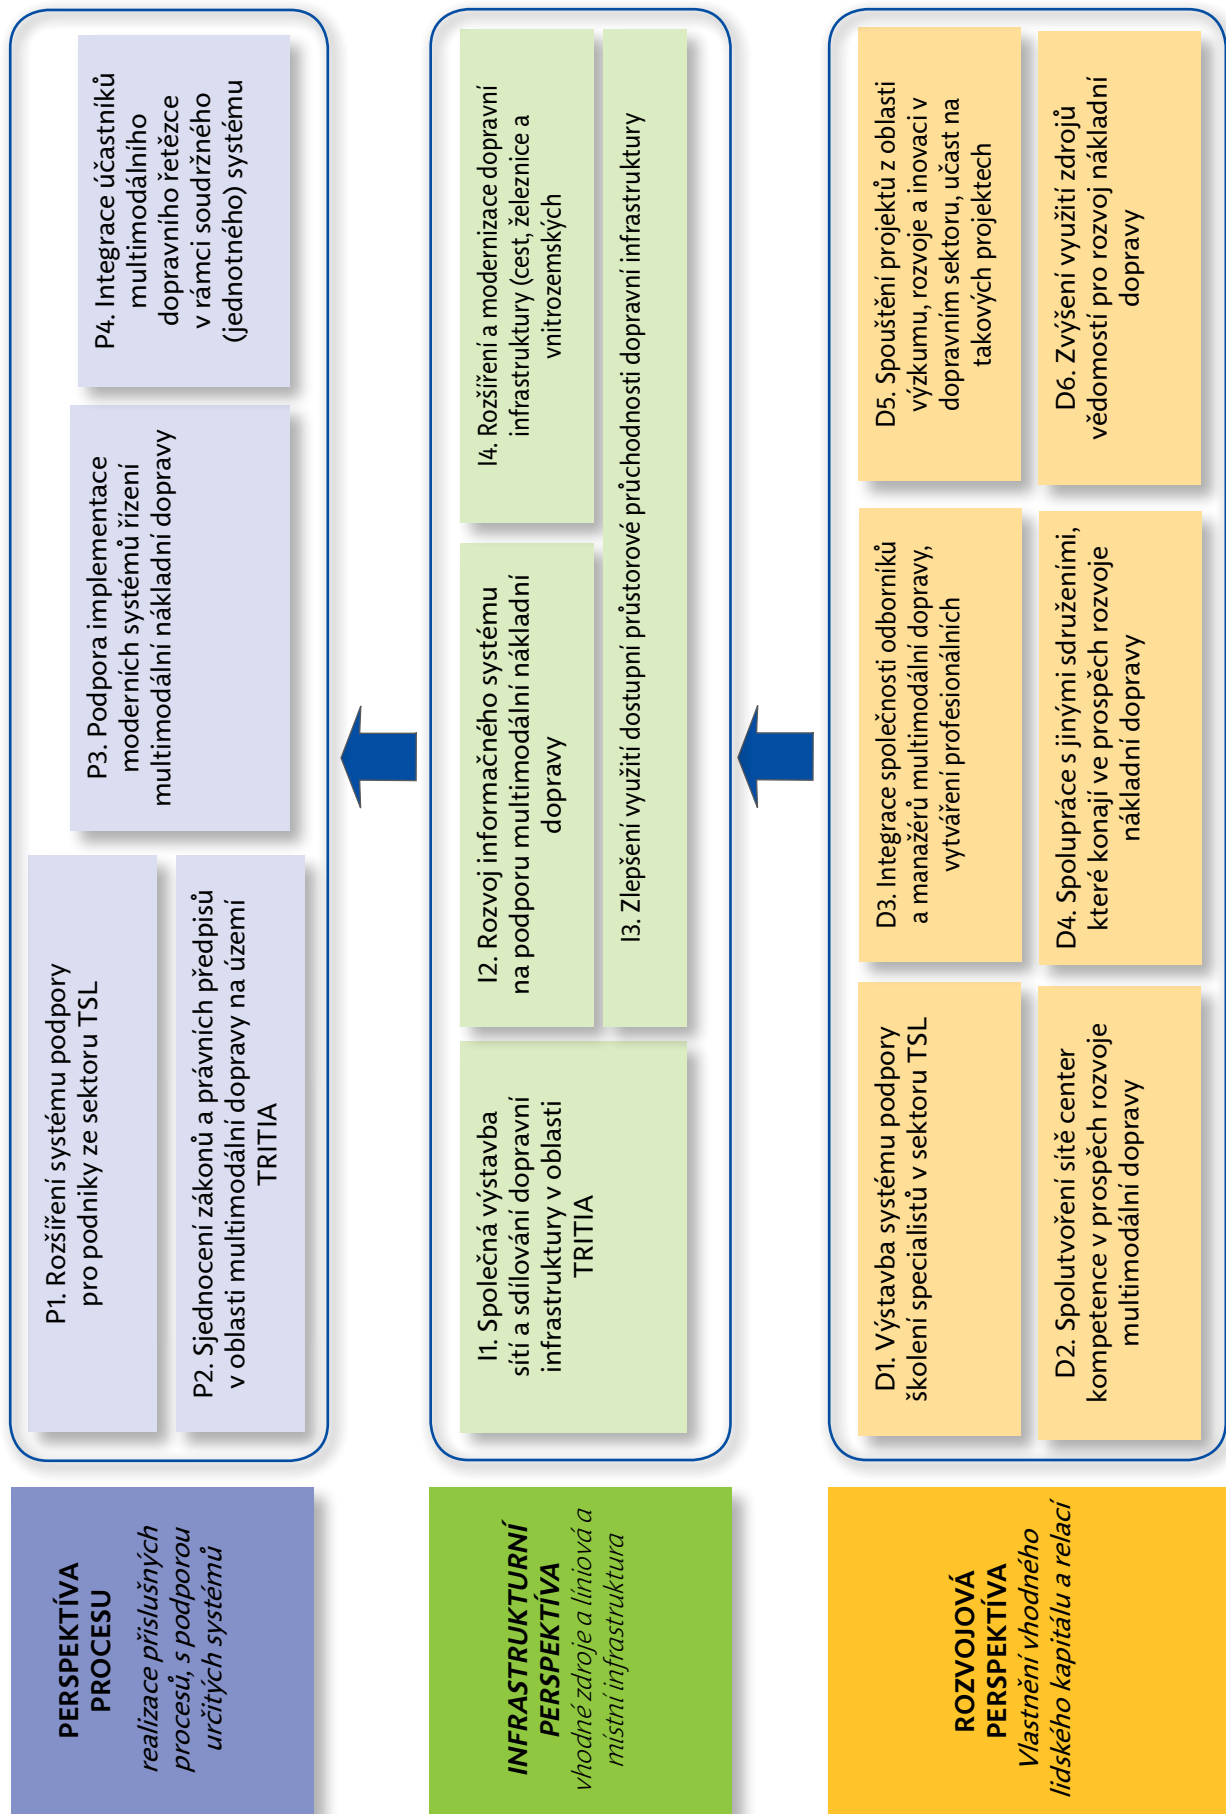 PERSPEKTÍVA
PROCESU
realizace příslušných
procesů, s podporou
určitých systémů
P1. Rozšíření systému podpory
pro podniky ze sektoru TSL
P2. Sjednocení zákonů a právních předpisů
v oblasti multimodální dopravy na území
TRITIA
P3. Podpora implementace
moderních systémů řízení
multimodální nákladní dopravy
P4. Integrace účastníků
multimodálního
dopravního řetězce
v rámci soudržného
(jednotného) systému
INFRASTRUKTURNÍ
PERSPEKTÍVA
vhodné zdroje a líniová a
místní infrastruktura
I1. Společná výstavba
sítí a sdílování dopravní
infrastruktury v oblasti
TRITIA
I2. Rozvoj informačného systému
na podporu multimodální nákladní
dopravy
I4. Rozšíření a modernizace dopravní
infrastruktury (cest, železnice a
vnitrozemských
I3. Zlepšení využití dostupní průstorové průchodnosti dopravní infrastruktury
ROZVOJOVÁ
PERSPEKTÍVA
Vlastnění vhodného
lidského kapitálu a relací
D1. Výstavba systému podpory
školení specialistů v sektoru TSL
D2. Spolutvoření sítě center
kompetence v prospěch rozvoje
multimodální dopravy
D3. Integrace společnosti odborníků
a manažérů multimodální dopravy,
vytváření profesionálních
D4. Spolupráce s jinými sdruženími,
které konají ve prospěch rozvoje
nákladní dopravy
D5. Spouštění projektů z oblasti
výzkumu, rozvoje a inovaci v
dopravním sektoru, učast na
takových projektech
D6. Zvýšení využití zdrojů
vědomostí pro rozvoj nákladní
dopravy